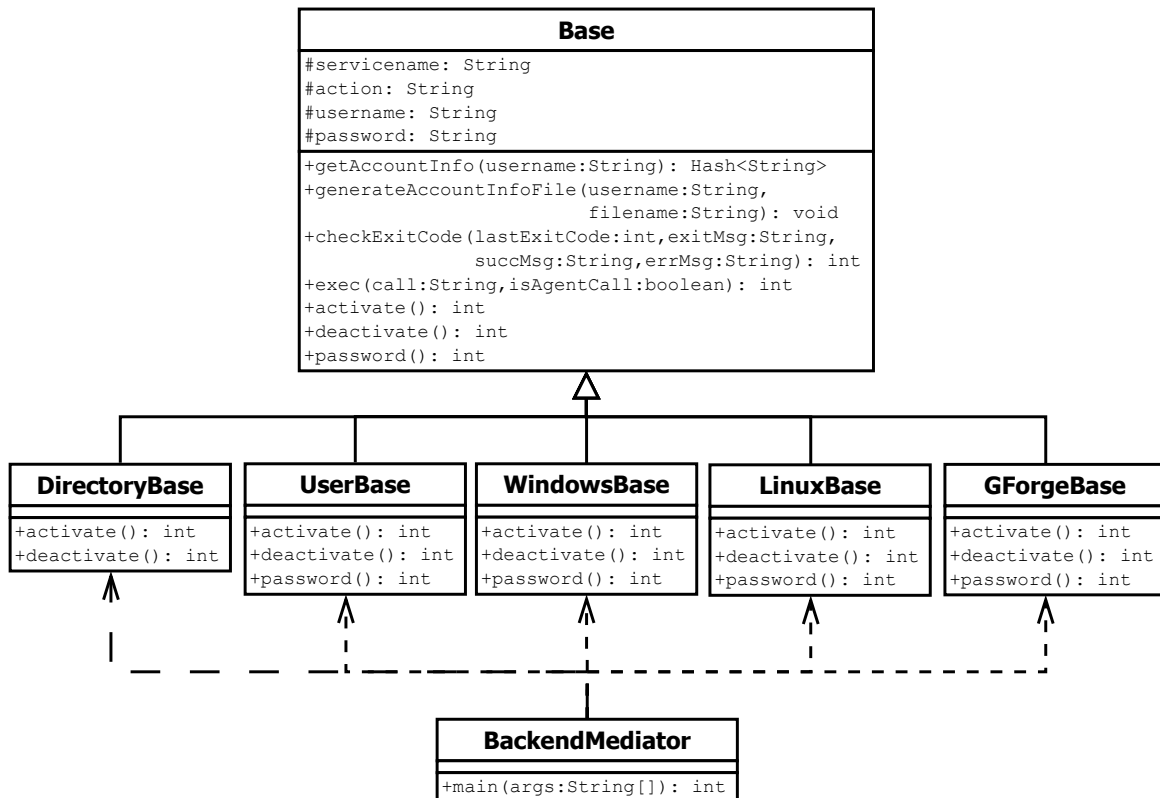 Base
#servicename: String
#action: String
#username: String
#password: String
+getAccountInfo(username:String): Hash<String>
+generateAccountInfoFile(username:String,
filename:String): void
+checkExitCode(lastExitCode:int,exitMsg:String,
succMsg:String,errMsg:String): int
+exec(call:String,isAgentCall:boolean): int
+activate(): int
+deactivate(): int
+password(): int
DirectoryBase
+activate(): int
+deactivate(): int
UserBase
+activate(): int
+deactivate(): int
+password(): int
WindowsBase
+activate(): int
+deactivate(): int
+password(): int
LinuxBase
+activate(): int
+deactivate(): int
+password(): int
GForgeBase
+activate(): int
+deactivate(): int
+password(): int
BackendMediator
+main(args:String[]): int